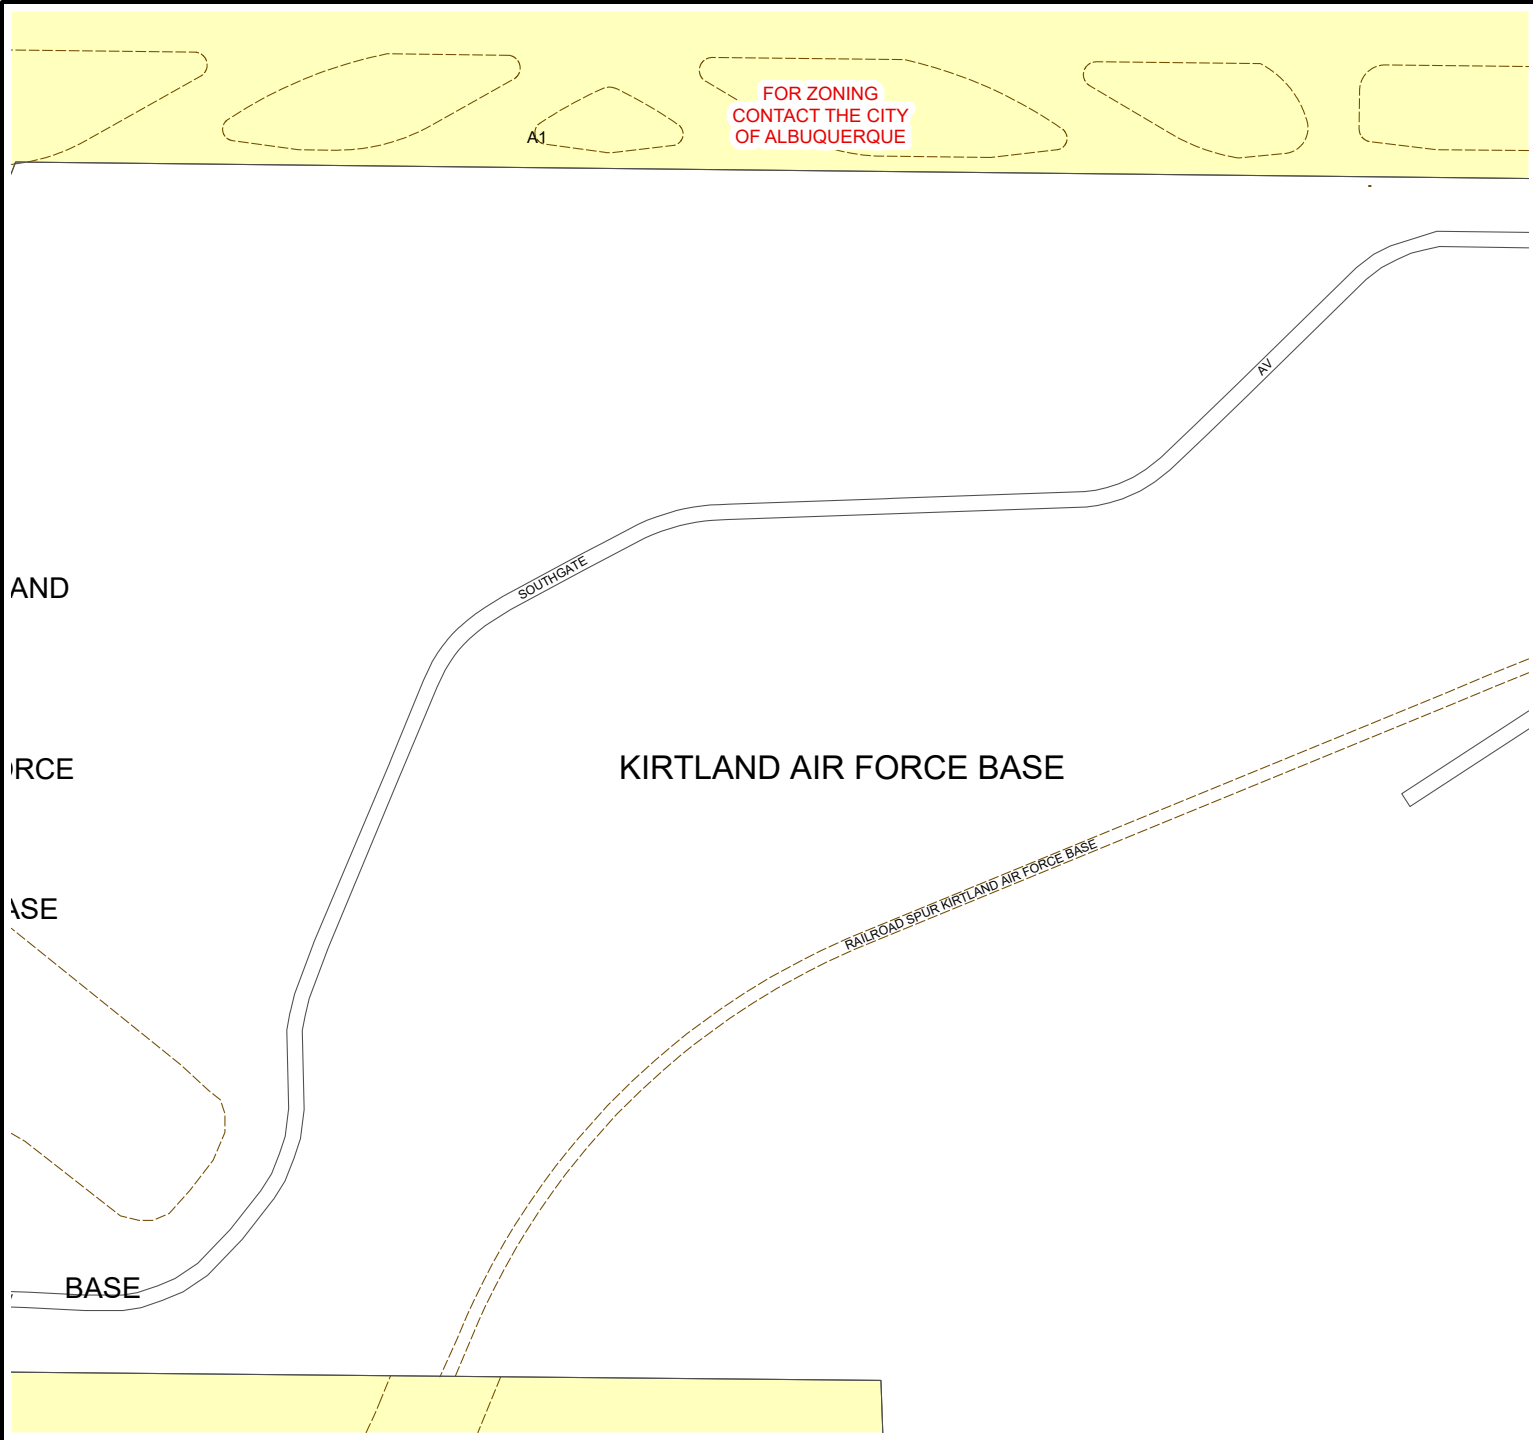 FOR ZONING
CONTACT THE CITY
OF ALBUQUERQUE
A1
AV
SOUTHGATE
AND
KIRTLAND AIR FORCE BASE
RCE
RAILROAD SPUR KIRTLAND AIR FORCE BASE
ASE
BASE